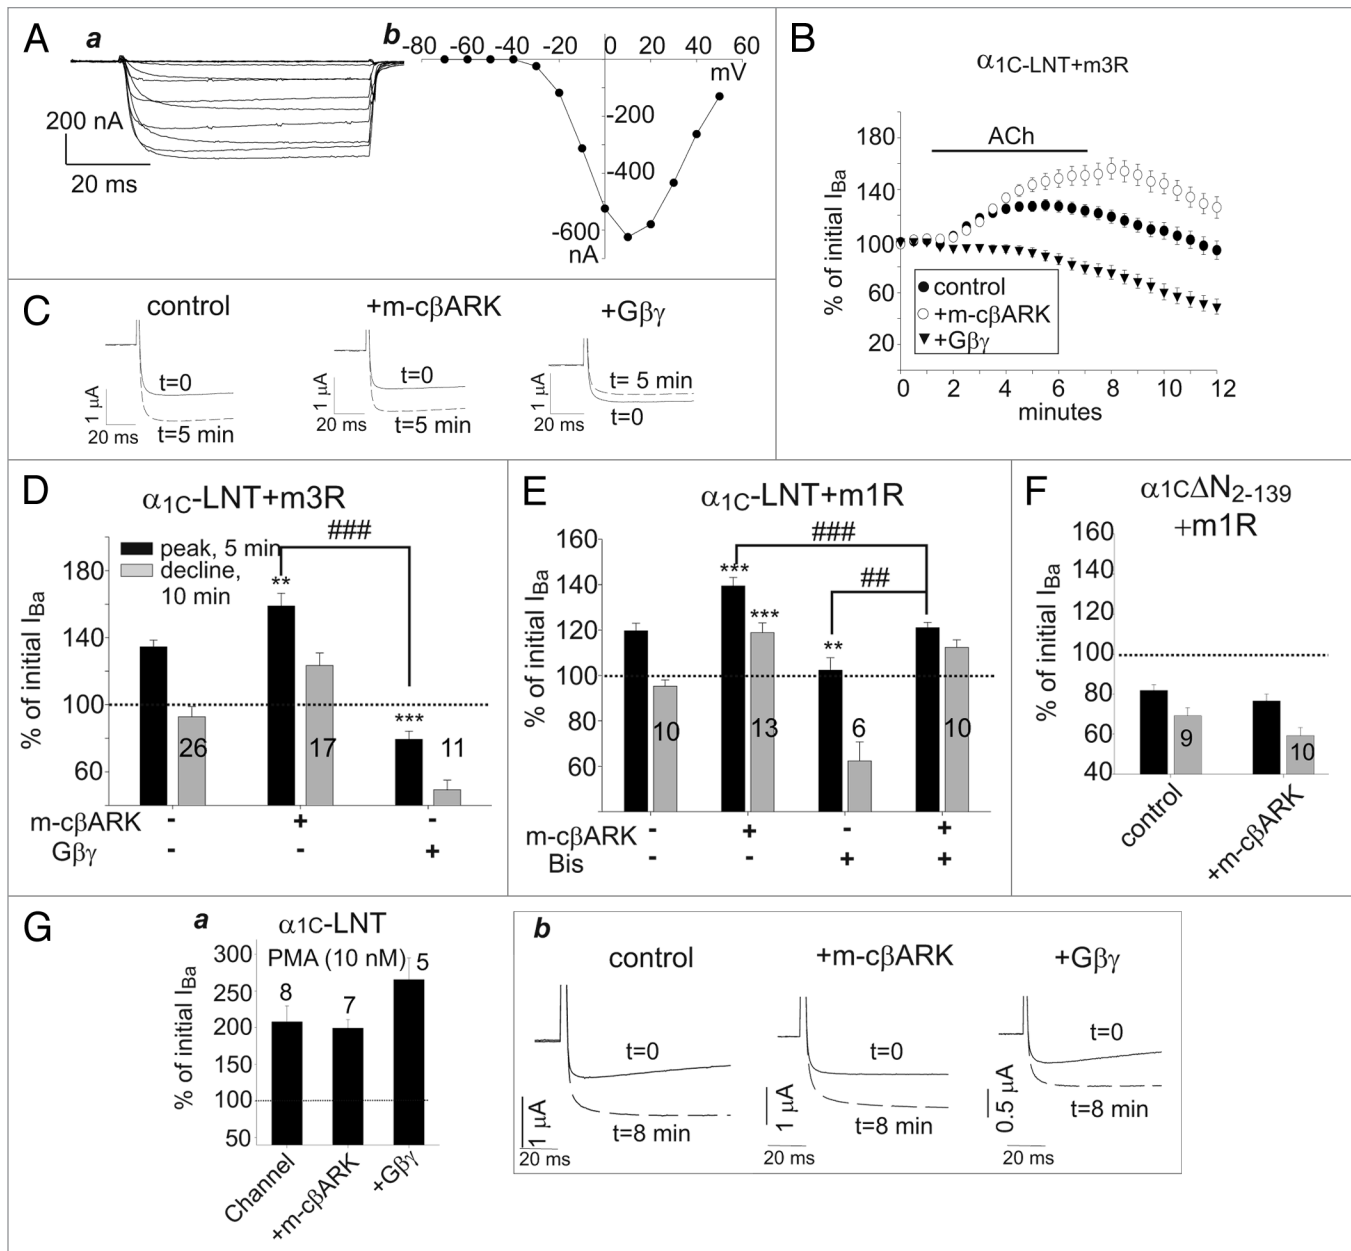 A
a
200 nA
20 ms
b
-80 -60 -40 0 20 40 60
mV
-200
-400
-600
nA
B
α1C-LNT+m3R
ACh
% of initial IBa
180
140
100
60
20
control
+m-cβARK
+Gβγ
0 2 4 6 8 10 12
minutes
C
control
+m-cβARK
+Gβγ
t=0
t=5 min
1 μA
20 ms
t=0
t=5 min
1 μA
20 ms
t= 5 min
t=0
1 μA
20 ms
D
α1C-LNT+m3R
###
peak, 5 min
decline,
10 min
% of initial IBa
180
140
100
60
**
***
26 17 11
m-cβARK - + -
Gβγ - - +
E
α1C-LNT+m1R
###
##
% of initial IBa
160
140
120
100
80
60
***
***
**
10 13 6 10
m-cβARK - + - +
Bis - - + +
F
α1CΔN2-139
+m1R
% of initial IBa
160
140
120
100
80
60
40
9 10
control
+m-cβARK
G
a
α1C-LNT
PMA (10 nM)
% of initial IBa
300
250
200
150
100
50
8 7 5
Channel
+m-cβARK
+Gβγ
b
control
+m-cβARK
+Gβγ
t=0
t=8 min
1 μA
20 ms
t=0
t=8 min
1 μA
20 ms
t=0
t=8 min
0.5 μA
20 ms